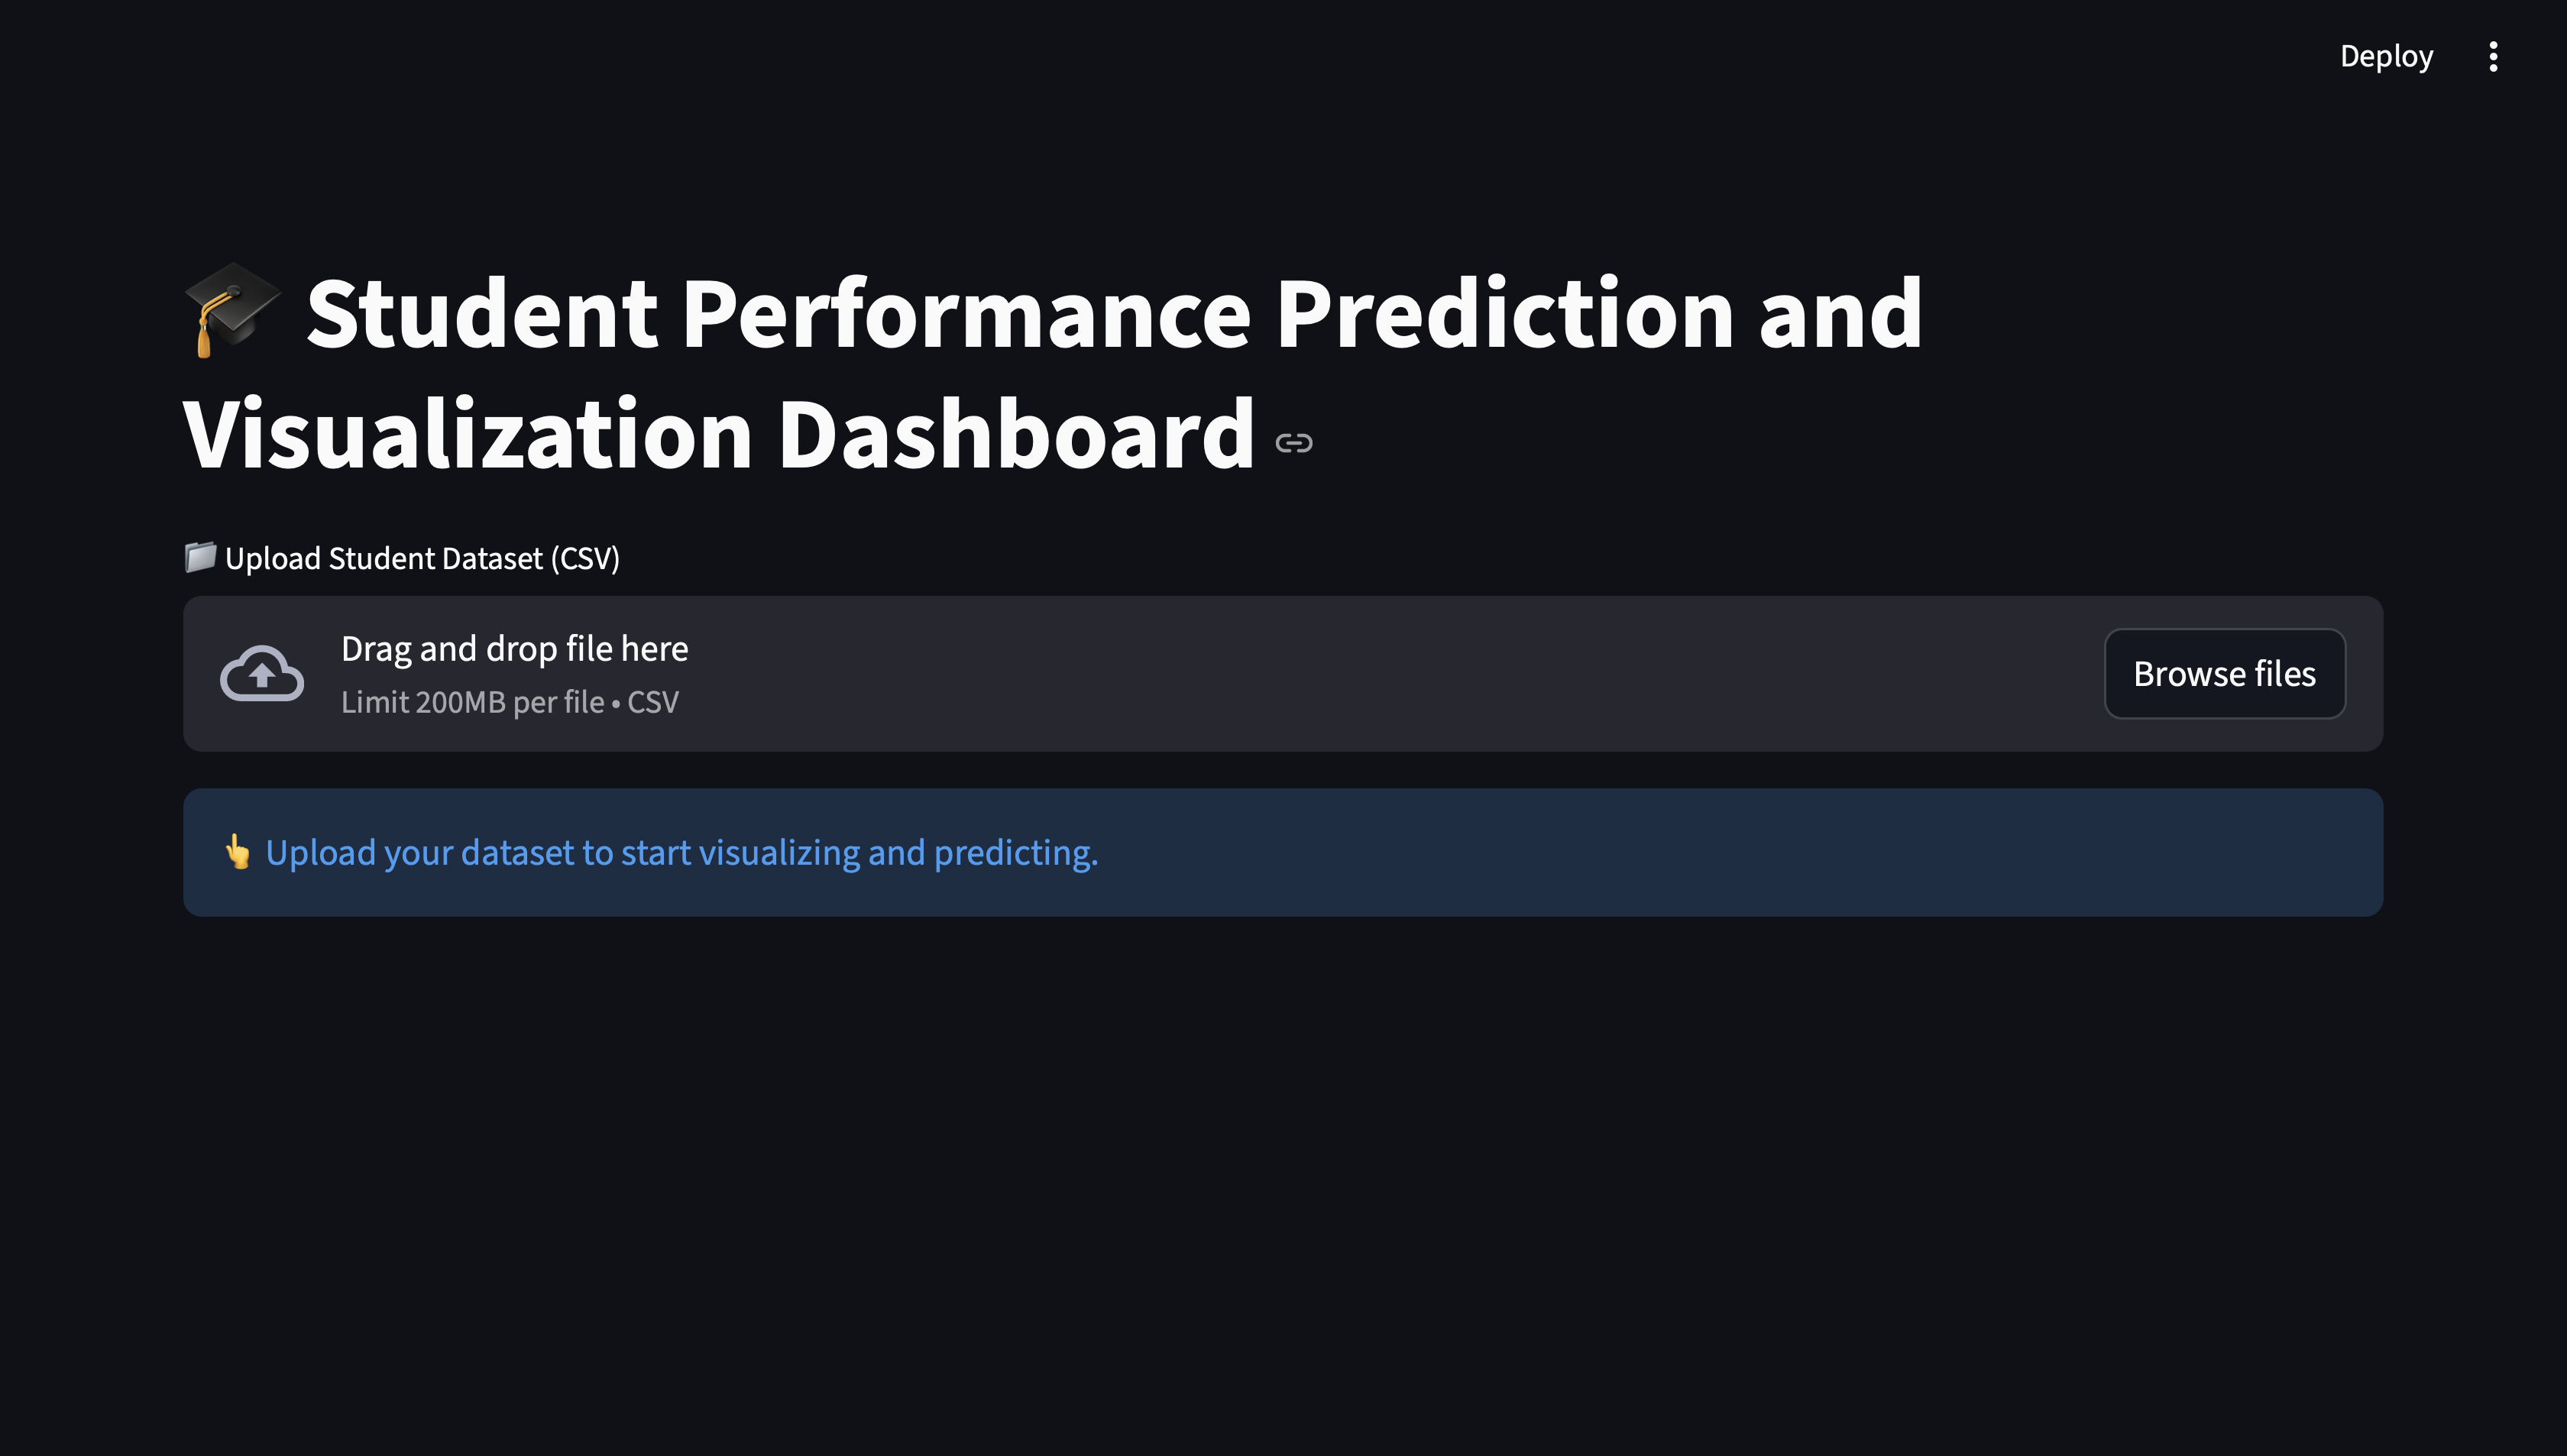 Deploy
🎓 Student Performance Prediction and
Visualization Dashboard
📁 Upload Student Dataset (CSV)
Drag and drop file here
Limit 200MB per file • CSV
Browse files
👆 Upload your dataset to start visualizing and predicting.